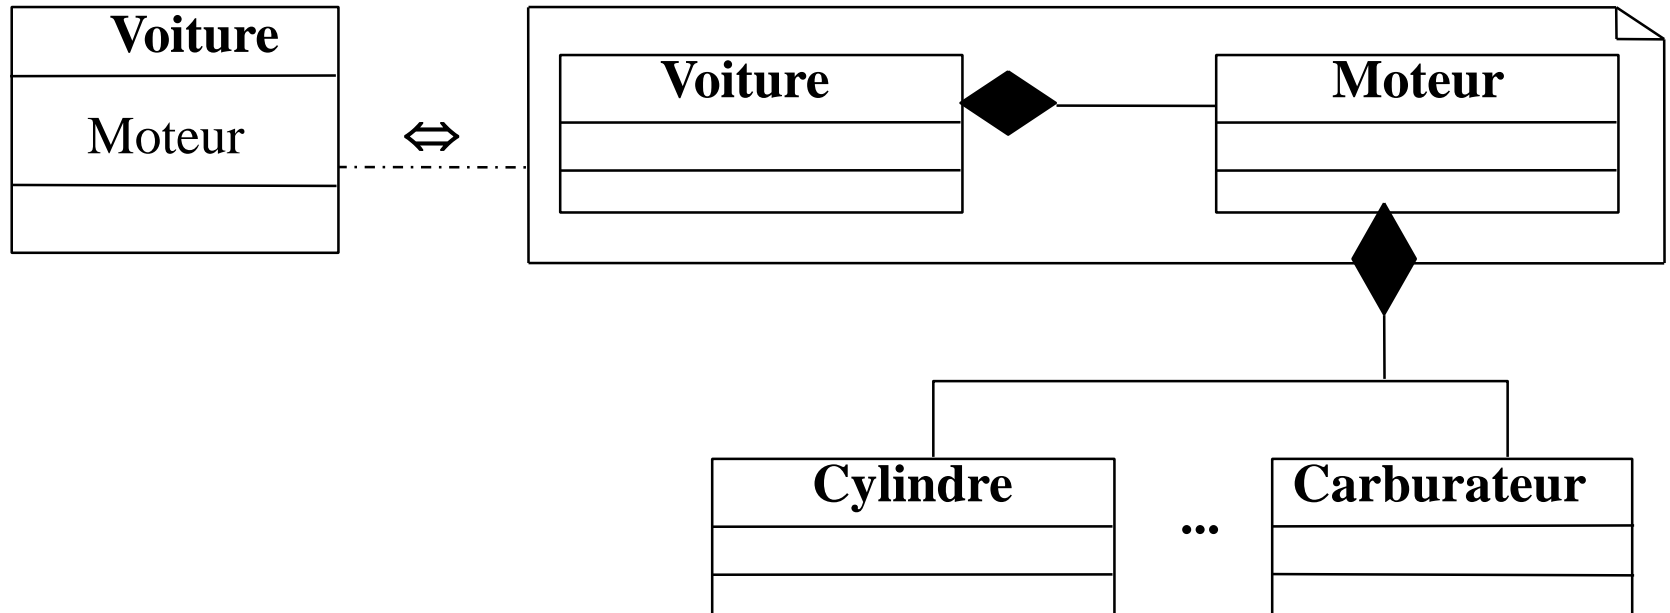 Voiture
Moteur
⇔
Voiture
Moteur
Cylindre
...
Carburateur